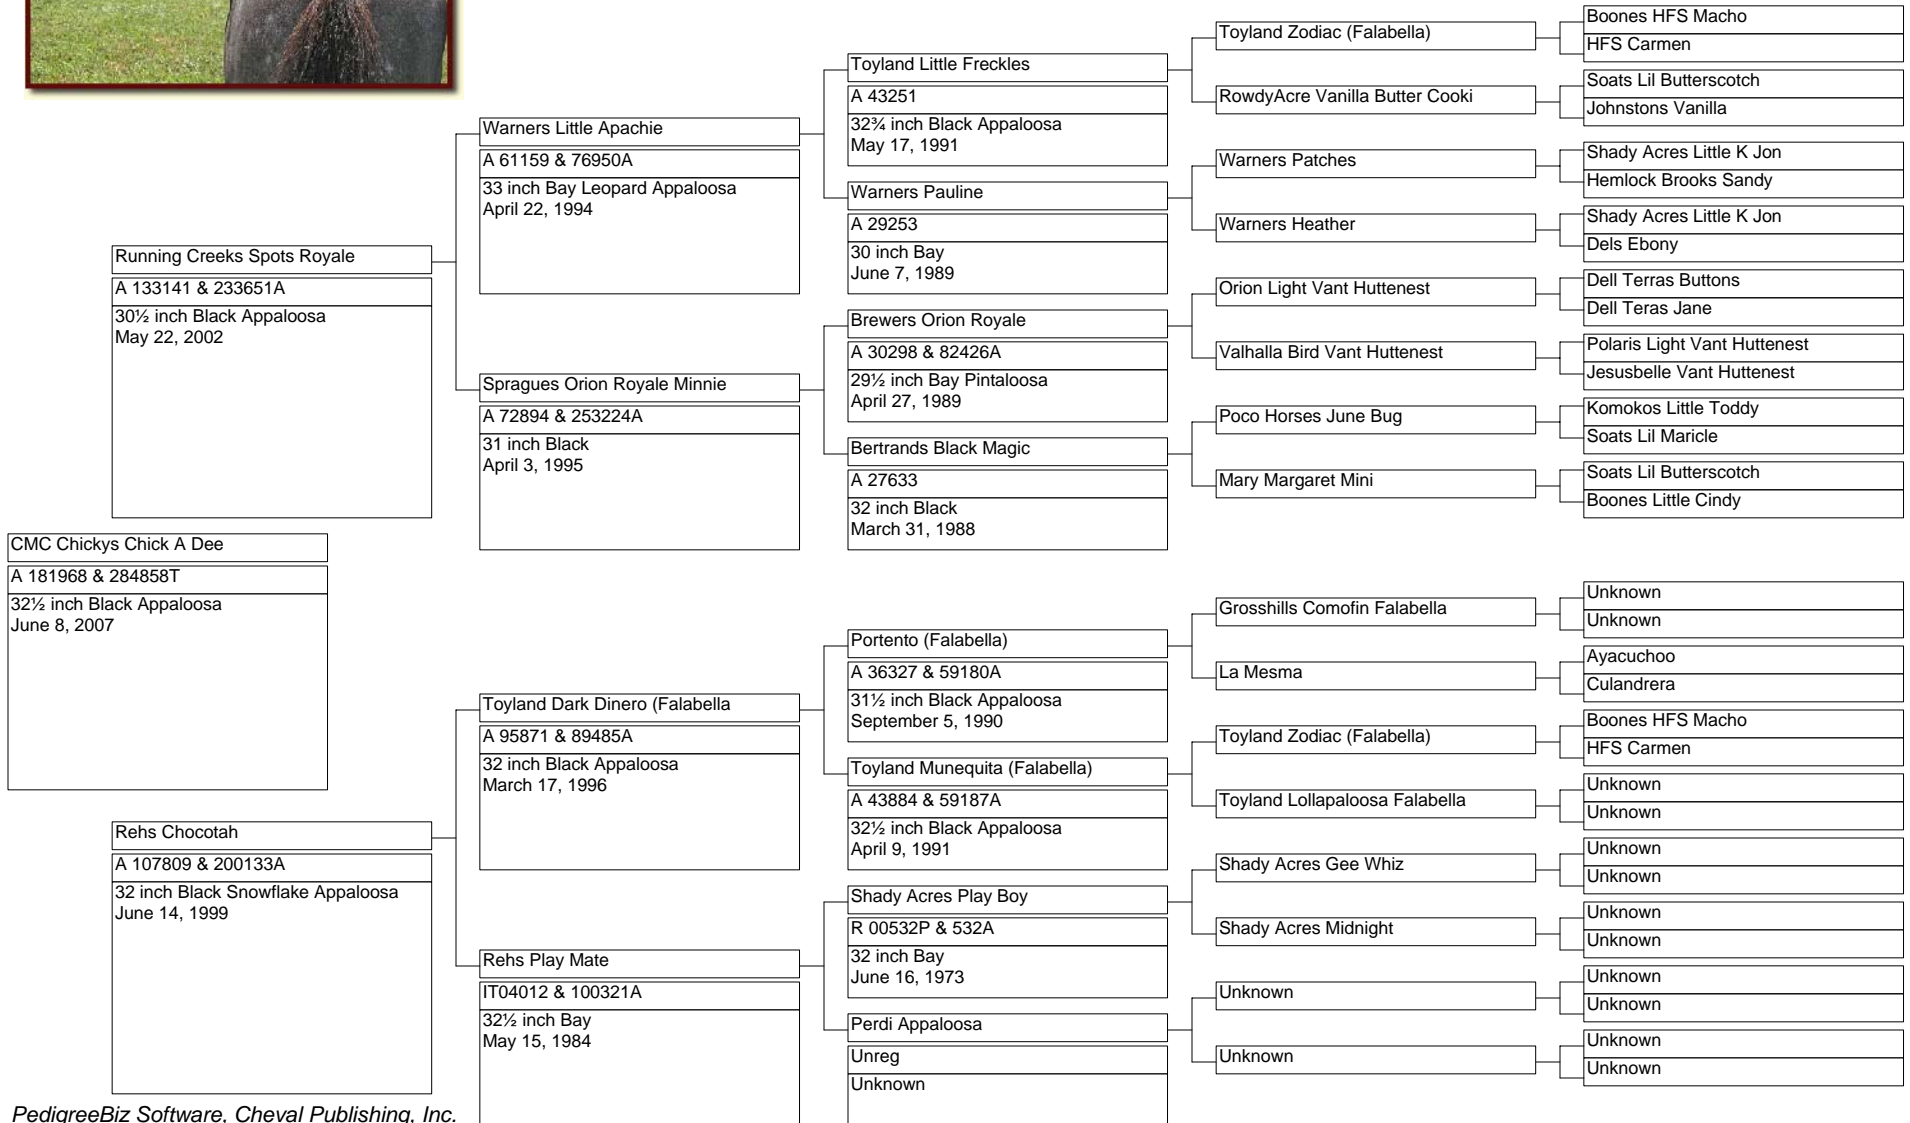 CMC Chickys Chick A Dee
A 181968 & 284858T
32½ inch Black Appaloosa
June 8, 2007
Running Creeks Spots Royale
A 133141 & 233651A
30½ inch Black Appaloosa
May 22, 2002
Rehs Chocotah
A 107809 & 200133A
32 inch Black Snowflake Appaloosa
June 14, 1999
Warners Little Apachie
A 61159 & 76950A
33 inch Bay Leopard Appaloosa
April 22, 1994
Spragues Orion Royale Minnie
A 72894 & 253224A
31 inch Black
April 3, 1995
Toyland Dark Dinero (Falabella
A 95871 & 89485A
32 inch Black Appaloosa
March 17, 1996
Rehs Play Mate
IT04012 & 100321A
32½ inch Bay
May 15, 1984
Toyland Little Freckles
A 43251
32¾ inch Black Appaloosa
May 17, 1991
Warners Pauline
A 29253
30 inch Bay
June 7, 1989
Brewers Orion Royale
A 30298 & 82426A
29½ inch Bay Pintaloosa
April 27, 1989
Bertrands Black Magic
A 27633
32 inch Black
March 31, 1988
Portento (Falabella)
A 36327 & 59180A
31½ inch Black Appaloosa
September 5, 1990
Toyland Munequita (Falabella)
A 43884 & 59187A
32½ inch Black Appaloosa
April 9, 1991
Shady Acres Play Boy
R 00532P & 532A
32 inch Bay
June 16, 1973
Perdi Appaloosa
Unreg
Unknown
Toyland Zodiac (Falabella)
RowdyAcre Vanilla Butter Cooki
Warners Patches
Warners Heather
Orion Light Vant Huttenest
Valhalla Bird Vant Huttenest
Poco Horses June Bug
Mary Margaret Mini
Grosshills Comofin Falabella
La Mesma
Toyland Zodiac (Falabella)
Toyland Lollapaloosa Falabella
Shady Acres Gee Whiz
Shady Acres Midnight
Unknown
Unknown
Boones HFS Macho
HFS Carmen
Soats Lil Butterscotch
Johnstons Vanilla
Shady Acres Little K Jon
Hemlock Brooks Sandy
Shady Acres Little K Jon
Dels Ebony
Dell Terras Buttons
Dell Teras Jane
Polaris Light Vant Huttenest
Jesusbelle Vant Huttenest
Komokos Little Toddy
Soats Lil Maricle
Soats Lil Butterscotch
Boones Little Cindy
Unknown
Unknown
Ayacuchoo
Culandrera
Boones HFS Macho
HFS Carmen
Unknown
Unknown
Unknown
Unknown
Unknown
Unknown
Unknown
Unknown
Unknown
Unknown
PedigreeBiz Software, Cheval Publishing, Inc.